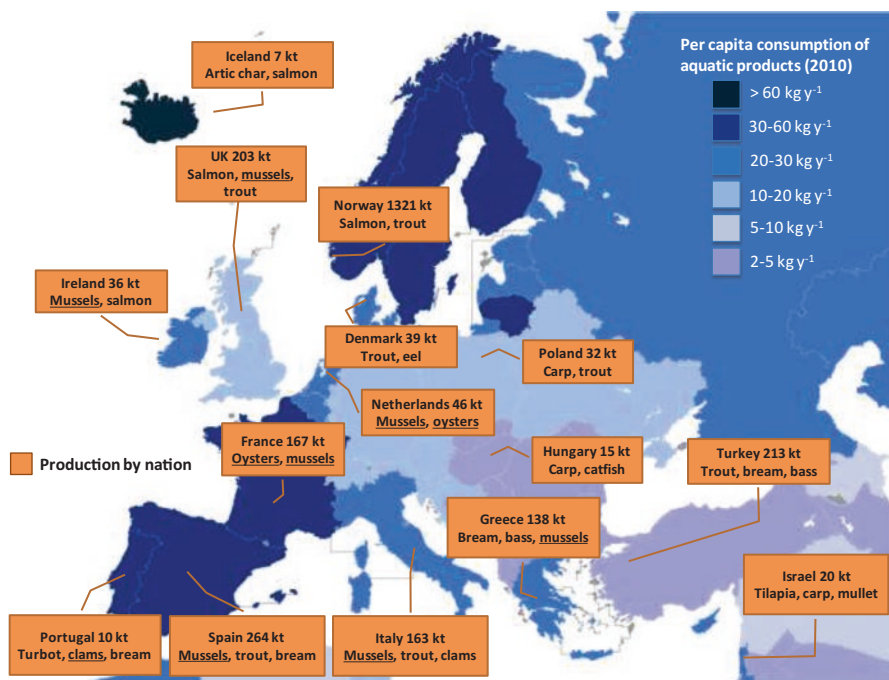 Iceland 7 kt
Artic char, salmon
Per capita consumption of
aquatic products (2010)
> 60 kg y⁻¹
30-60 kg y⁻¹
20-30 kg y⁻¹
10-20 kg y⁻¹
5-10 kg y⁻¹
2-5 kg y⁻¹
UK 203 kt
Salmon, mussels,
trout
Norway 1321 kt
Salmon, trout
Ireland 36 kt
Mussels, salmon
Denmark 39 kt
Trout, eel
Poland 32 kt
Carp, trout
Netherlands 46 kt
Mussels, oysters
France 167 kt
Oysters, mussels
Production by nation
Hungary 15 kt
Carp, catfish
Turkey 213 kt
Trout, bream, bass
Greece 138 kt
Bream, bass, mussels
Israel 20 kt
Tilapia, carp, mullet
Portugal 10 kt
Turbot, clams, bream
Spain 264 kt
Mussels, trout, bream
Italy 163 kt
Mussels, trout, clams